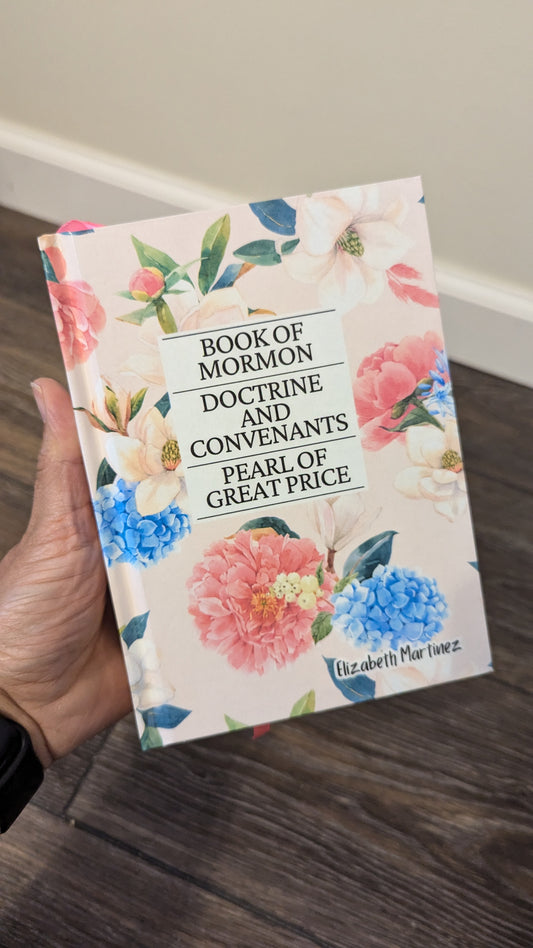 BOOK OF
MORMON
DOCTRINE
AND
CONVENANTS
PEARL OF
GREAT PRICE
Elizabeth Martinez